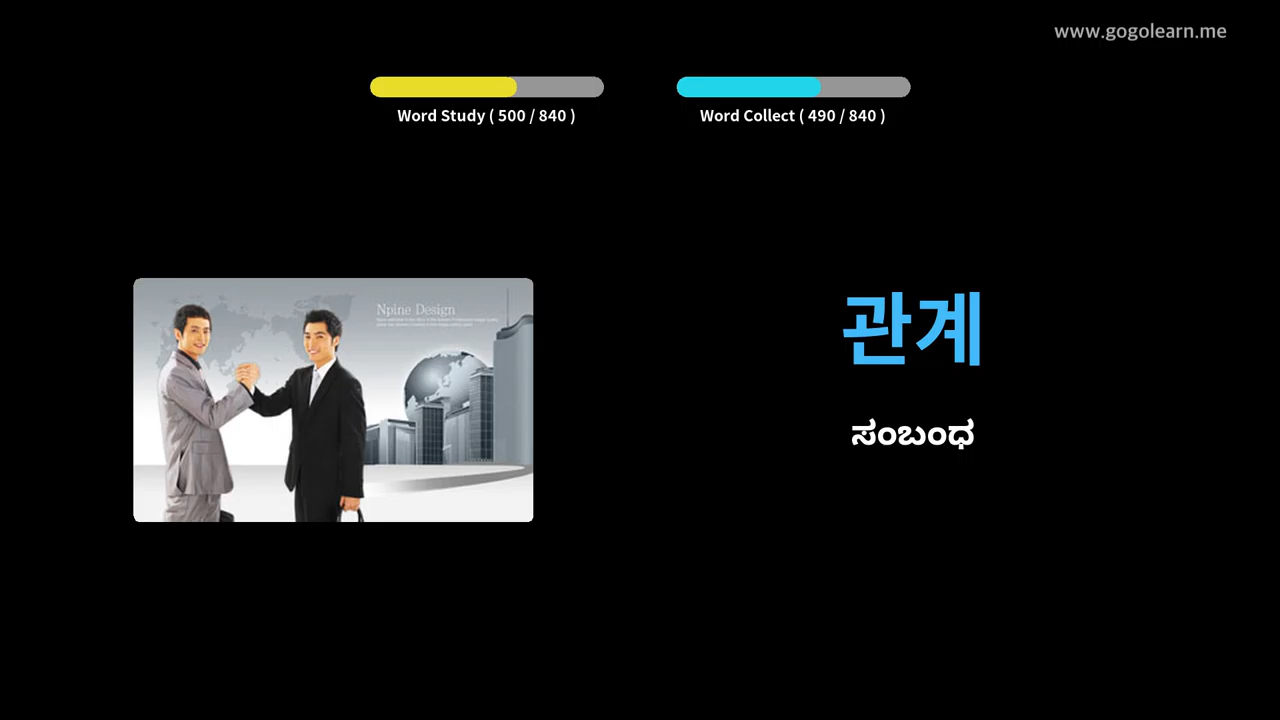 www.gogolearn.me
Word Study ( 500 / 840 )
Word Collect ( 490 / 840 )
Npine Design
관계
ಸಂಬಂಧ